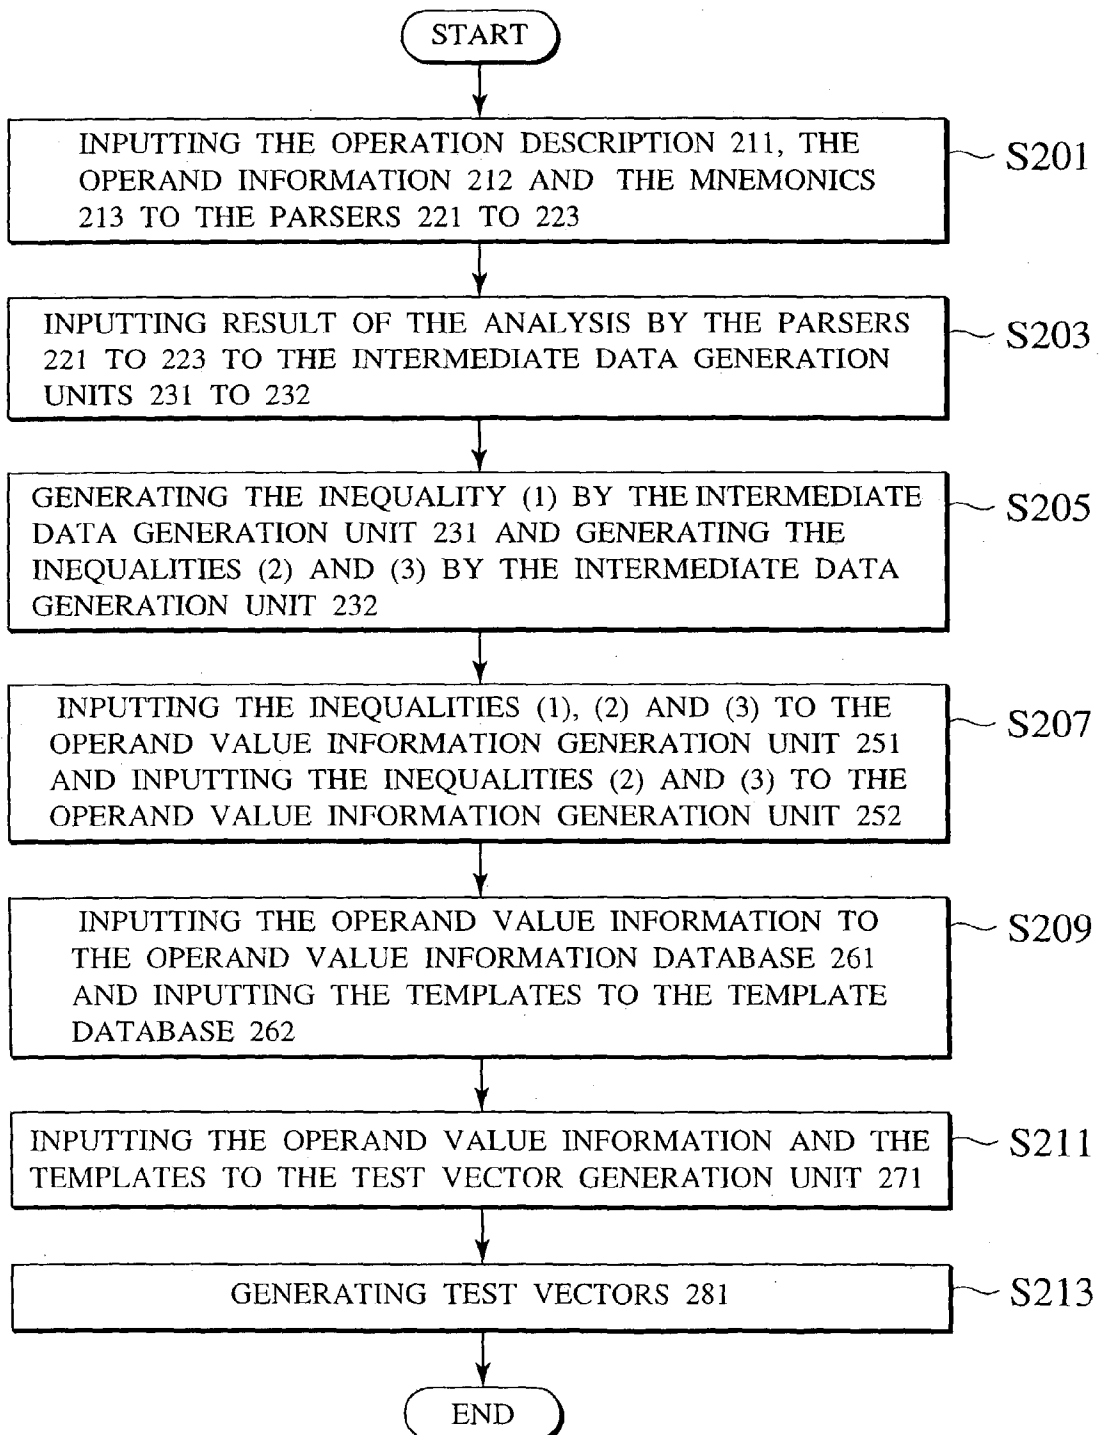 START
INPUTTING THE OPERATION DESCRIPTION 211, THE
OPERAND INFORMATION 212 AND THE MNEMONICS
213 TO THE PARSERS 221 TO 223
S201
INPUTTING RESULT OF THE ANALYSIS BY THE PARSERS
221 TO 223 TO THE INTERMEDIATE DATA GENERATION
UNITS 231 TO 232
S203
GENERATING THE INEQUALITY (1) BY THE INTERMEDIATE
DATA GENERATION UNIT 231 AND GENERATING THE
INEQUALITIES (2) AND (3) BY THE INTERMEDIATE DATA
GENERATION UNIT 232
S205
INPUTTING THE INEQUALITIES (1), (2) AND (3) TO THE
OPERAND VALUE INFORMATION GENERATION UNIT 251
AND INPUTTING THE INEQUALITIES (2) AND (3) TO THE
OPERAND VALUE INFORMATION GENERATION UNIT 252
S207
INPUTTING THE OPERAND VALUE INFORMATION TO
THE OPERAND VALUE INFORMATION DATABASE 261
AND INPUTTING THE TEMPLATES TO THE TEMPLATE
DATABASE 262
S209
INPUTTING THE OPERAND VALUE INFORMATION AND THE
TEMPLATES TO THE TEST VECTOR GENERATION UNIT 271
S211
GENERATING TEST VECTORS 281
S213
END